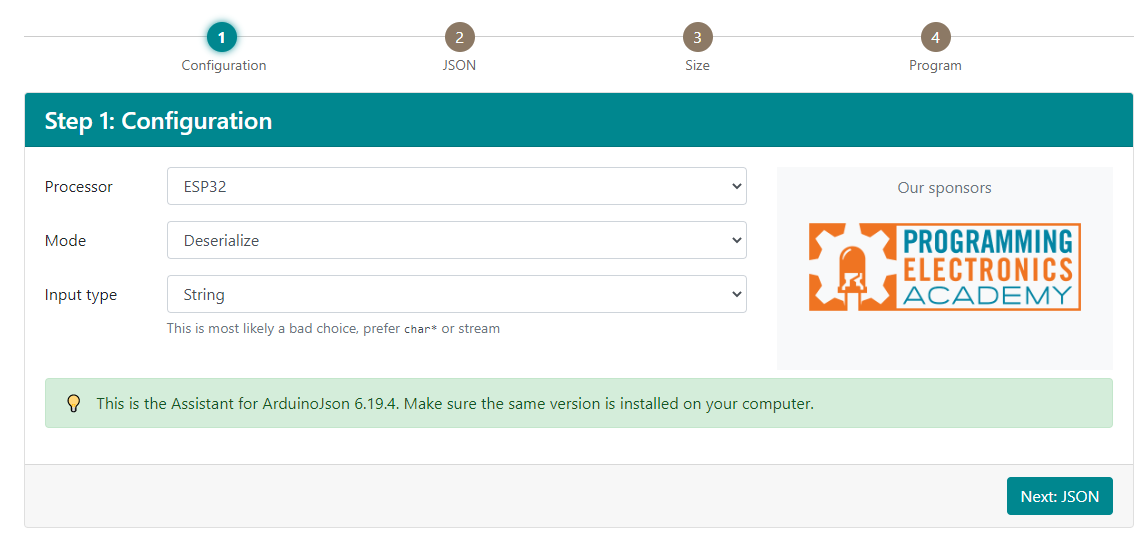 1
2
3
4
Configuration
JSON
Size
Program
Step 1: Configuration
Processor
ESP32
Mode
Deserialize
Input type
String
This is most likely a bad choice, prefer char* or stream
Our sponsors
PROGRAMMING
ELECTRONICS
ACADEMY
This is the Assistant for ArduinoJson 6.19.4. Make sure the same version is installed on your computer.
Next: JSON